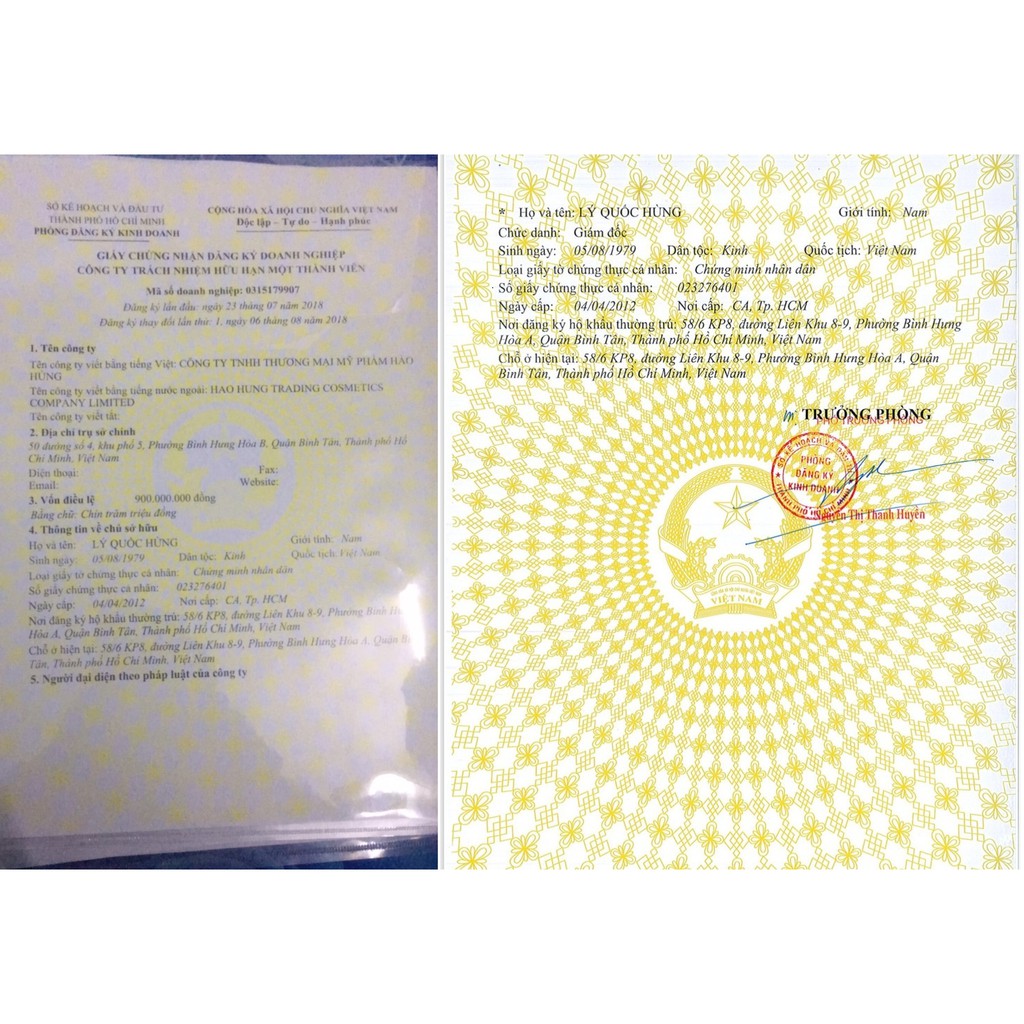 SỞ KẾ HOẠCH VÀ ĐẦU TƯ
THÀNH PHỐ HỒ CHÍ MINH
PHÒNG ĐĂNG KÝ KINH DOANH
CỘNG HÒA XÃ HỘI CHỦ NGHĨA VIỆT NAM
Độc lập – Tự do – Hạnh phúc
GIẤY CHỨNG NHẬN ĐĂNG KÝ DOANH NGHIỆP
CÔNG TY TRÁCH NHIỆM HỮU HẠN MỘT THÀNH VIÊN
Mã số doanh nghiệp: 0315179907
Đăng ký lần đầu: ngày 23 tháng 07 năm 2018
Đăng ký thay đổi lần thứ: 1, ngày 06 tháng 08 năm 2018
1. Tên công ty
Tên công ty viết bằng tiếng Việt: CÔNG TY TNHH THƯƠNG MẠI MỸ PHẨM HÀO
HÙNG
Tên công ty viết bằng tiếng nước ngoài: HAO HUNG TRADING COSMETICS
COMPANY LIMITED
Tên công ty viết tắt:
2. Địa chỉ trụ sở chính
50 đường số 4, khu phố 5, Phường Bình Hưng Hòa B, Quận Bình Tân, Thành phố Hồ
Chí Minh, Việt Nam
Điện thoại: Fax:
Email: Website:
3. Vốn điều lệ 900.000.000 đồng
Bằng chữ: Chín trăm triệu đồng
4. Thông tin về chủ sở hữu
Họ và tên: LÝ QUỐC HÙNG Giới tính: Nam
Sinh ngày: 05/08/1979 Dân tộc: Kinh Quốc tịch: Việt Nam
Loại giấy tờ chứng thực cá nhân: Chứng minh nhân dân
Số giấy chứng thực cá nhân: 023276401
Ngày cấp: 04/04/2012 Nơi cấp: CA, Tp. HCM
Nơi đăng ký hộ khẩu thường trú: 58/6 KP8, đường Liên Khu 8-9, Phường Bình
Hòa A, Quận Bình Tân, Thành phố Hồ Chí Minh, Việt Nam
Chỗ ở hiện tại: 58/6 KP8, đường Liên Khu 8-9, Phường Bình Hưng Hòa A, Quận
Tân, Thành phố Hồ Chí Minh, Việt Nam
5. Người đại diện theo pháp luật của công ty
* Họ và tên: LÝ QUỐC HÙNG Giới tính: Nam
Chức danh: Giám đốc
Sinh ngày: 05/08/1979 Dân tộc: Kinh Quốc tịch: Việt Nam
Loại giấy tờ chứng thực cá nhân: Chứng minh nhân dân
Số giấy chứng thực cá nhân: 023276401
Ngày cấp: 04/04/2012 Nơi cấp: CA, Tp. HCM
Nơi đăng ký hộ khẩu thường trú: 58/6 KP8, đường Liên Khu 8-9, Phường Bình Hưng
Hòa A, Quận Bình Tân, Thành phố Hồ Chí Minh, Việt Nam
Chỗ ở hiện tại: 58/6 KP8, đường Liên Khu 8-9, Phường Bình Hưng Hòa A, Quận
Bình Tân, Thành phố Hồ Chí Minh, Việt Nam
TRƯỞNG PHÒNG
PHÓ TRƯỞNG PHÒNG
SỞ KẾ HOẠCH VÀ ĐẦU TƯ
PHÒNG
ĐĂNG KÝ
KINH DOANH
THÀNH PHỐ HỒ CHÍ MINH
Nguyễn Thị Thanh Huyền
VIỆT NAM